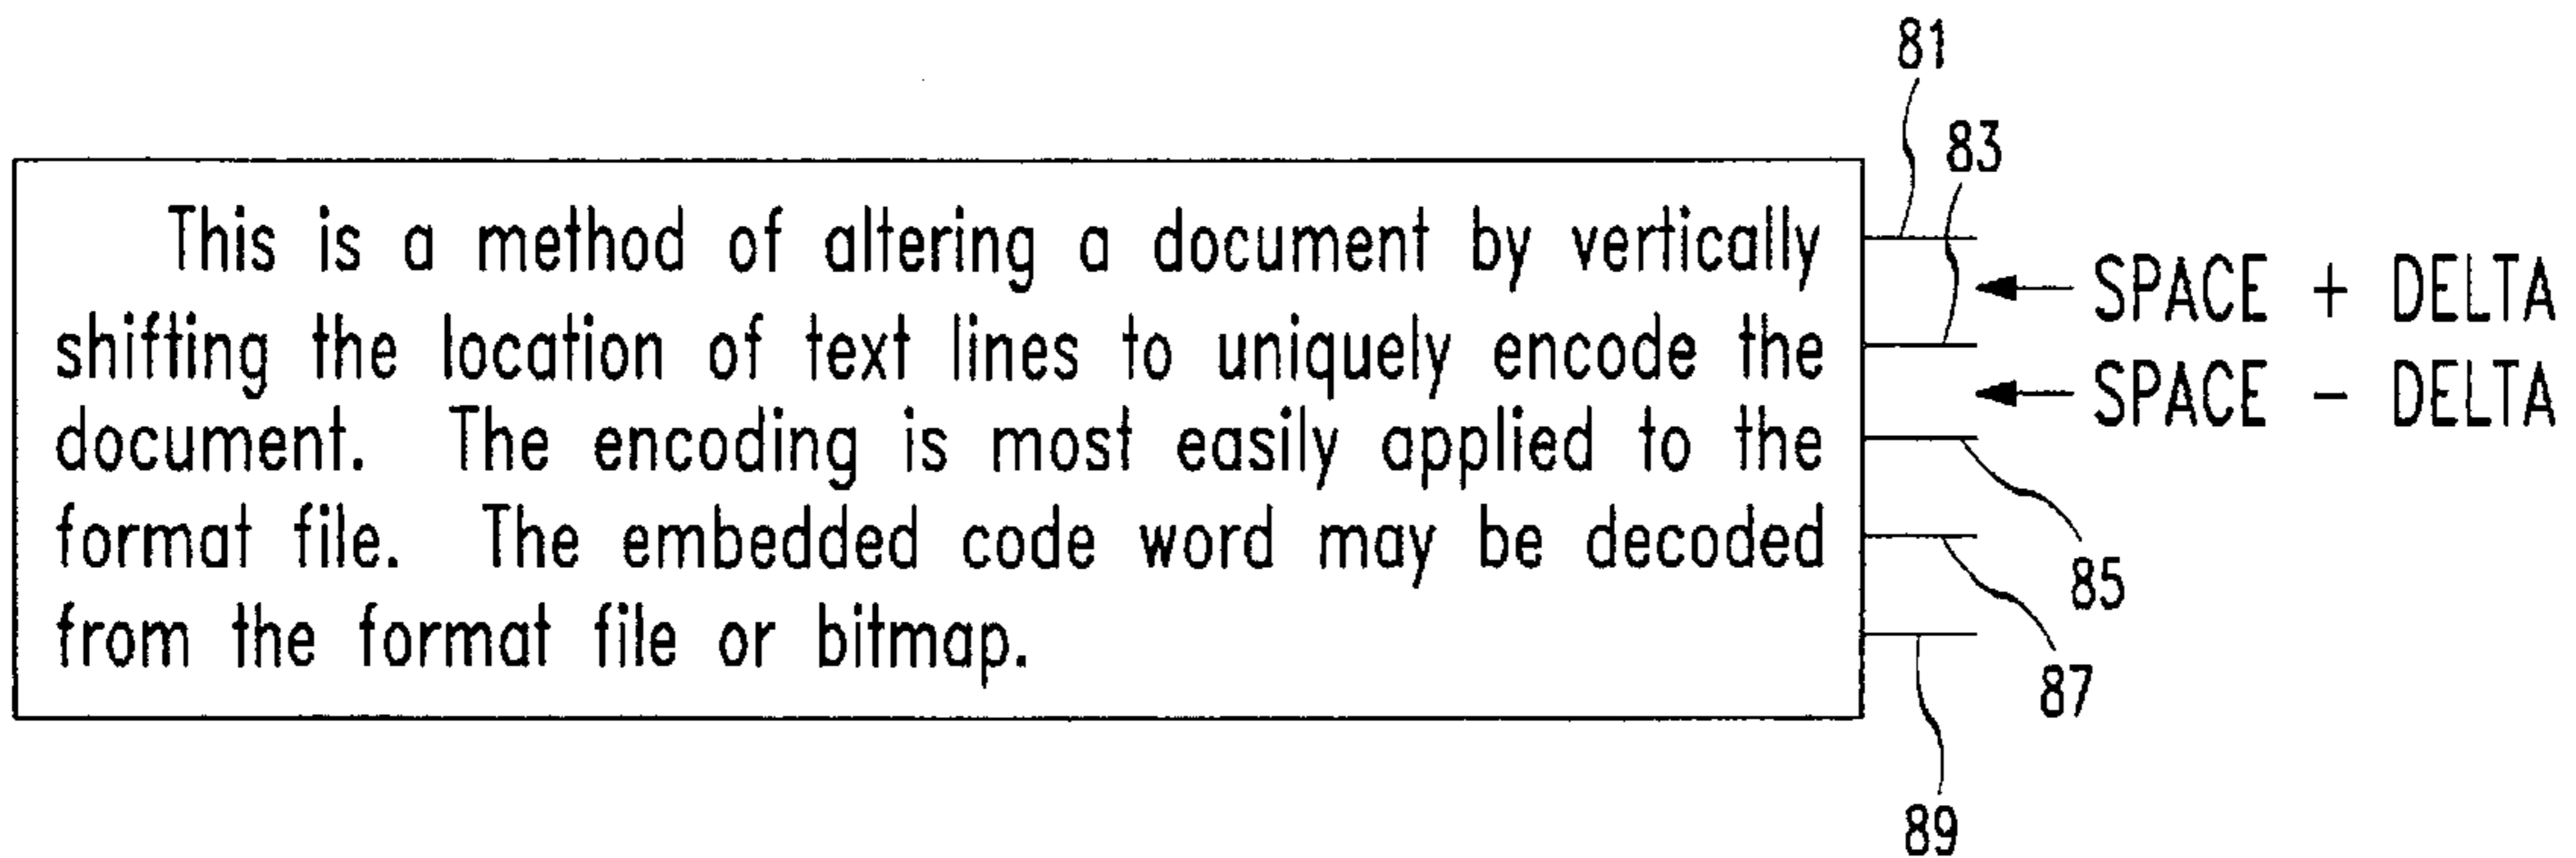 81
83
This is a method of altering a document by vertically
SPACE + DELTA
shifting the location of text lines to uniquely encode the
SPACE - DELTA
document. The encoding is most easily applied to the
format file. The embedded code word may be decoded
85
from the format file or bitmap.
87
89